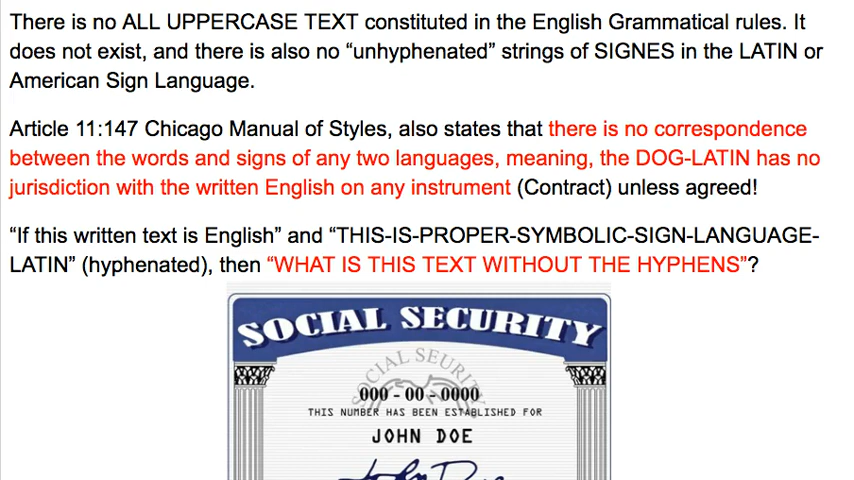 There is no ALL UPPERCASE TEXT constituted in the English Grammatical rules. It
does not exist, and there is also no “unhyphenated” strings of SIGNES in the LATIN or
American Sign Language.
Article 11:147 Chicago Manual of Styles, also states that there is no correspondence
between the words and signs of any two languages, meaning, the DOG-LATIN has no
jurisdiction with the written English on any instrument (Contract) unless agreed!
“If this written text is English” and “THIS-IS-PROPER-SYMBOLIC-SIGN-LANGUAGE-
LATIN” (hyphenated), then “WHAT IS THIS TEXT WITHOUT THE HYPHENS”?
SOCIAL SECURITY
SOCIAL SEURITY
000 - 00 - 0000
THIS NUMBER HAS BEEN ESTABLISHED FOR
JOHN DOE